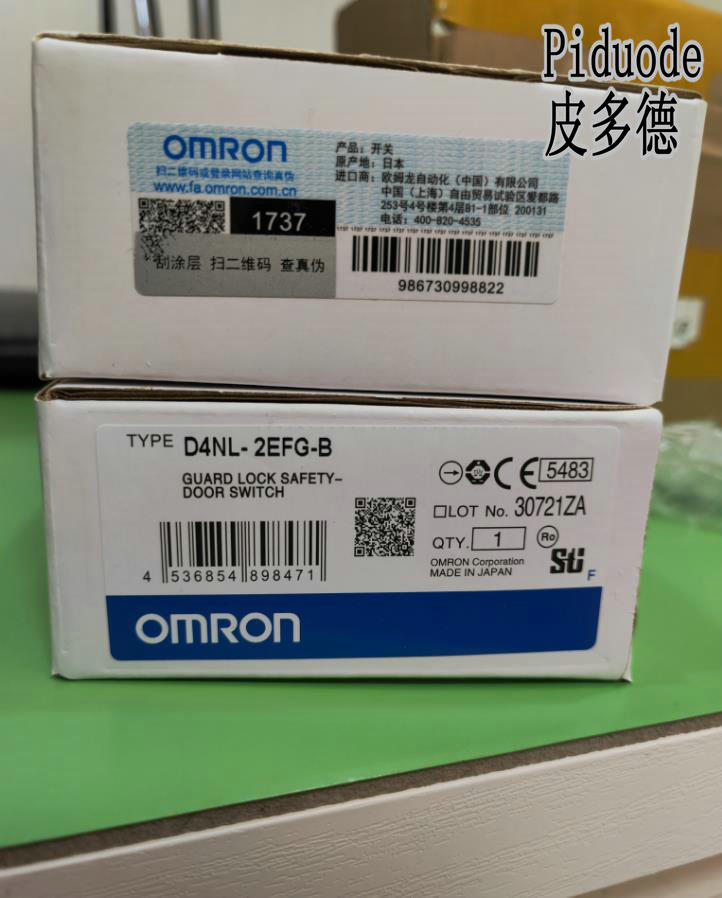 Piduode
皮多德
OMRON
扫二维码或登录网站查询真伪
www.fa.omron.com.cn
1737
刮涂层 扫二维码 查真伪
产品: 开关
原产地: 日本
进口商: 欧姆龙自动化（中国）有限公司
中国（上海）自由贸易试验区爱都路
253号4号楼第4层B1-1部位 200131
电话: 400-820-4535
986730998822
TYPE D4NL-2EFG-B
GUARD LOCK SAFETY-
DOOR SWITCH
4 536854 898471
CE 5483
LOT No. 30721ZA
QTY. 1
OMRON Corporation
MADE IN JAPAN
Ro
Sti
F
OMRON